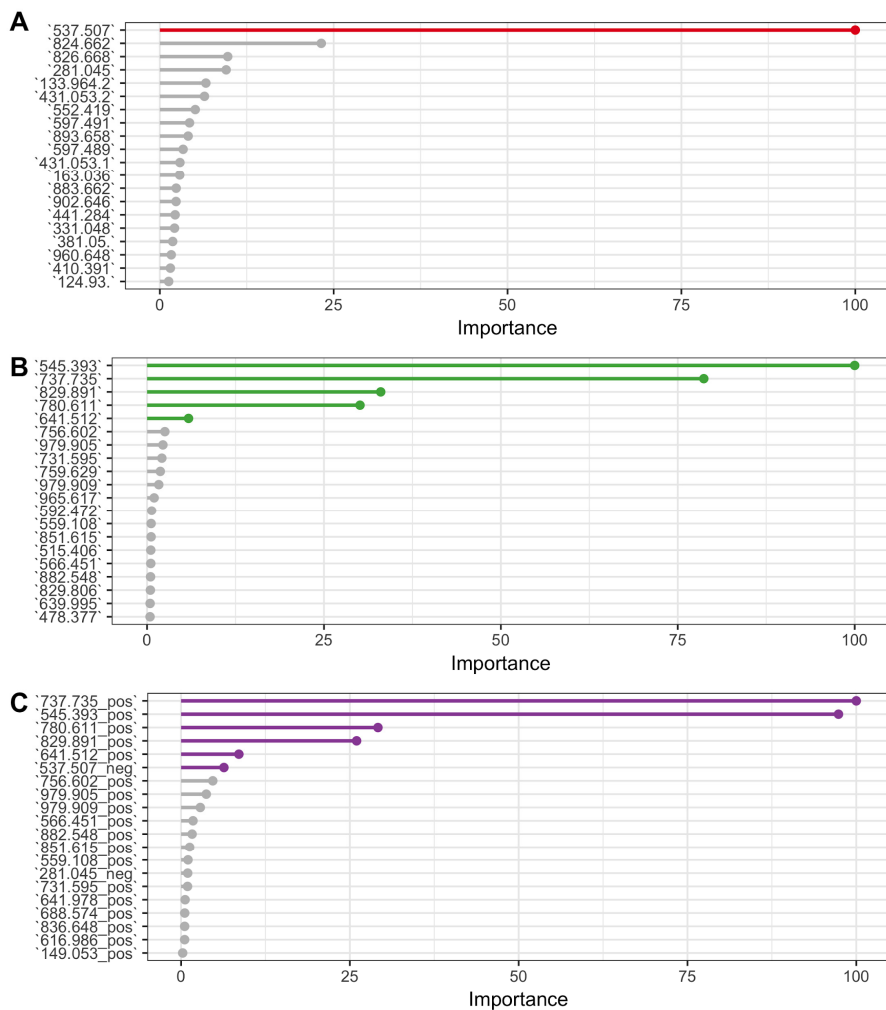 A
`537.507`
`824.662`
`826.668`
`281.045`
`133.964.2`
`431.053.2`
`552.419`
`597.491`
`893.658`
`597.489`
`431.053.1`
`163.036`
`883.662`
`902.646`
`441.284`
`331.048`
`381.05.`
`960.648`
`410.391`
`124.93.`
0 25 50 75 100
Importance
B
`545.393`
`737.735`
`829.891`
`780.611`
`641.512`
`756.602`
`979.905`
`731.595`
`759.629`
`979.909`
`965.617`
`592.472`
`559.108`
`851.615`
`515.406`
`566.451`
`882.548`
`829.806`
`639.995`
`478.377`
0 25 50 75 100
Importance
C
`737.735_pos`
`545.393_pos`
`780.611_pos`
`829.891_pos`
`641.512_pos`
`537.507_neg`
`756.602_pos`
`979.905_pos`
`979.909_pos`
`566.451_pos`
`882.548_pos`
`851.615_pos`
`559.108_pos`
`281.045_neg`
`731.595_pos`
`641.978_pos`
`688.574_pos`
`836.648_pos`
`616.986_pos`
`149.053_pos`
0 25 50 75 100
Importance